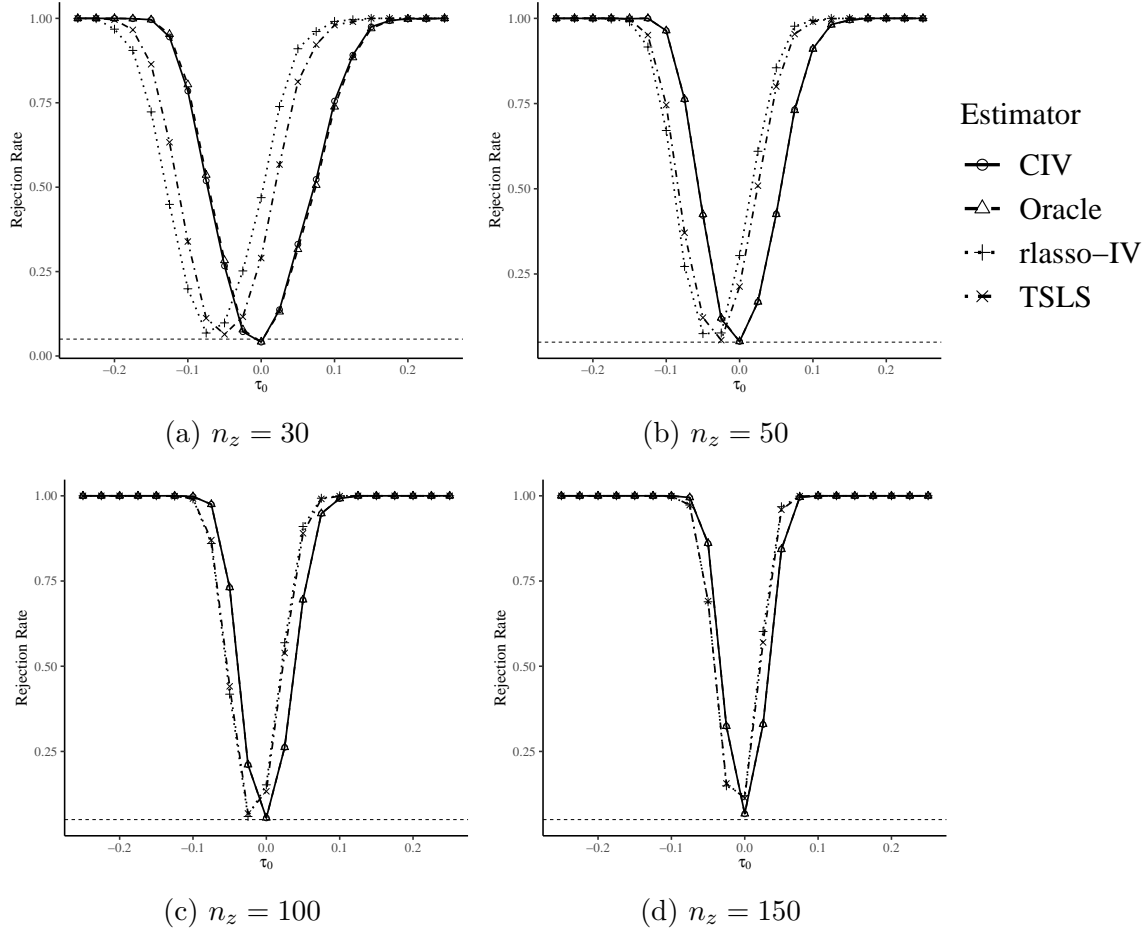 1.00
0.75
0.50
0.25
0.00
Rejection Rate
−0.2 −0.1 0.0 0.1 0.2
τ0
(a) nz = 30
1.00
0.75
0.50
0.25
Rejection Rate
−0.2 −0.1 0.0 0.1 0.2
τ0
(b) nz = 50
Estimator
CIV
Oracle
rlasso−IV
TSLS
1.00
0.75
0.50
0.25
Rejection Rate
−0.2 −0.1 0.0 0.1 0.2
τ0
(c) nz = 100
1.00
0.75
0.50
0.25
Rejection Rate
−0.2 −0.1 0.0 0.1 0.2
τ0
(d) nz = 150